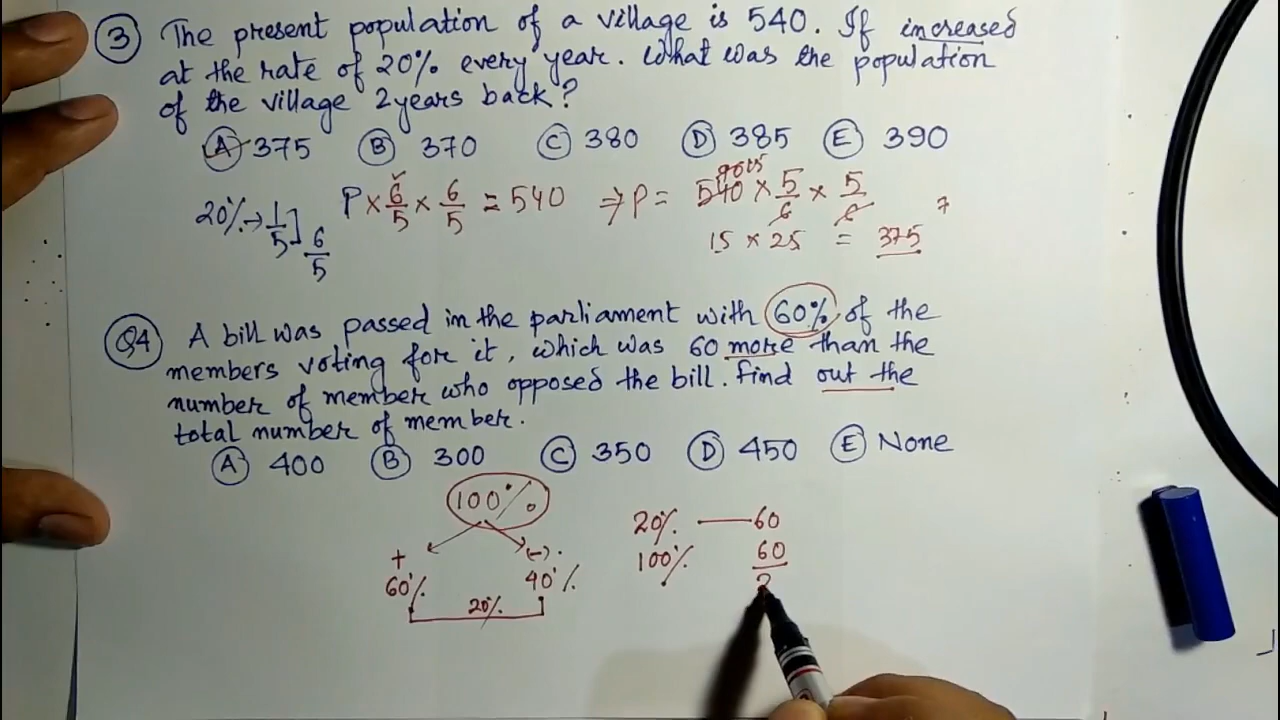 ③ The present population of a village is 540. If increased
at the rate of 20% every year. What was the population
of the village 2 years back?
Ⓐ 375 Ⓑ 370 Ⓒ 380 Ⓓ 385 Ⓔ 390
20% → 1/5] 6/5 P × 6/5 × 6/5 = 540 ⇒ P = 540 × 5/6 × 5/6
15 × 25 = 375
Q4 A bill was passed in the parliament with 60% of the
members voting for it, which was 60 more than the
number of member who opposed the bill. Find out the
total number of member.
Ⓐ 400 Ⓑ 300 Ⓒ 350 Ⓓ 450 Ⓔ None
100%
+ (-)
60% 40%
20%
20% — 60
100% 60